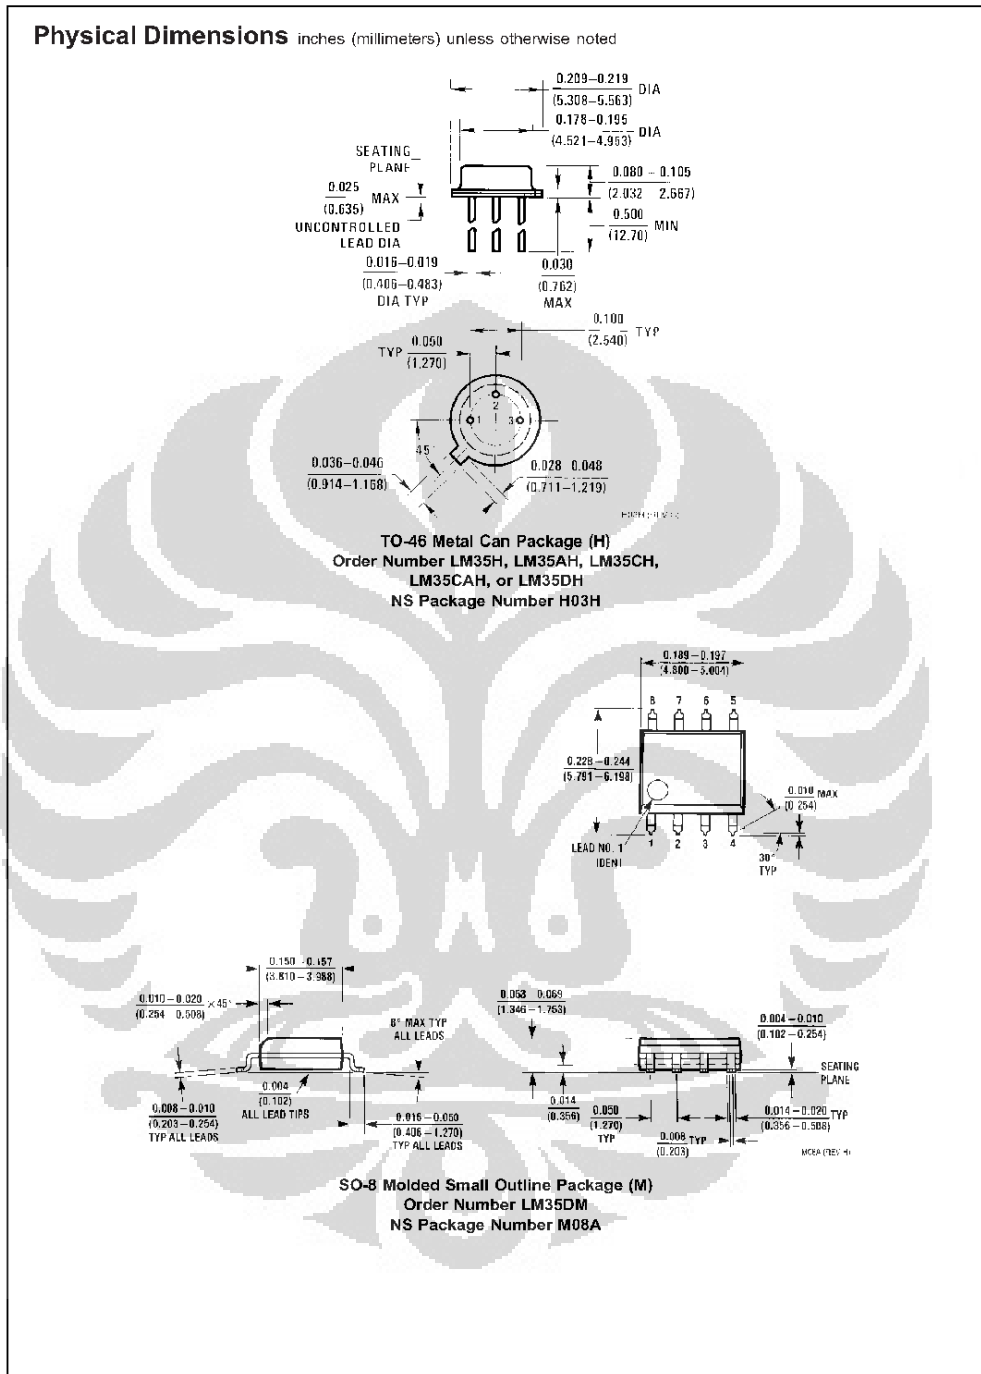 Physical Dimensions inches (millimeters) unless otherwise noted
0.209–0.219
(5.308–5.563)
DIA
0.178–0.195
(4.521–4.953)
DIA
SEATING
PLANE
0.025
(0.635)
MAX
UNCONTROLLED
LEAD DIA
0.080 – 0.105
(2.032 2.667)
0.500
(12.70)
MIN
0.016–0.019
(0.406–0.483)
DIA TYP
0.030
(0.762)
MAX
0.100
(2.540)
TYP
TYP
0.050
(1.270)
1
2
3
45°
0.036–0.046
(0.914–1.168)
0.028 0.048
(0.711–1.219)
TO-46 Metal Can Package (H)
Order Number LM35H, LM35AH, LM35CH,
LM35CAH, or LM35DH
NS Package Number H03H
0.189–0.197
(4.800–5.004)
8 7 6 5
0.228–0.244
(5.791–6.198)
0.010
(0.254)
MAX
LEAD NO. 1
IDENT
1 2 3 4
30°
TYP
0.150 –0.157
(3.810–3.988)
0.010–0.020
(0.254 0.508)
×45°
8° MAX TYP
ALL LEADS
0.004
(0.102)
ALL LEAD TIPS
0.008–0.010
(0.203–0.254)
TYP ALL LEADS
0.016–0.050
(0.406–1.270)
TYP ALL LEADS
0.053 0.069
(1.346–1.753)
0.004–0.010
(0.102–0.254)
SEATING
PLANE
0.014
(0.356)
0.050
(1.270)
TYP
0.008
(0.203)
TYP
0.014–0.020
(0.356–0.508)
TYP
M08A (REV H)
SO-8 Molded Small Outline Package (M)
Order Number LM35DM
NS Package Number M08A